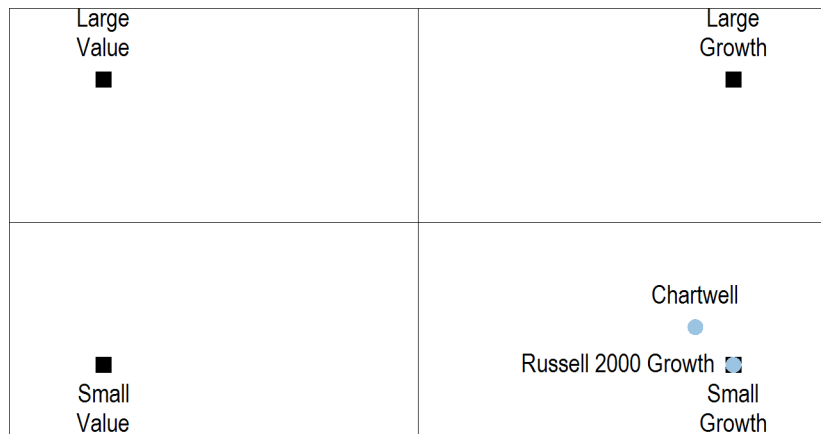 Large
Value
Large
Growth
Chartwell
Russell 2000 Growth
Small
Value
Small
Growth